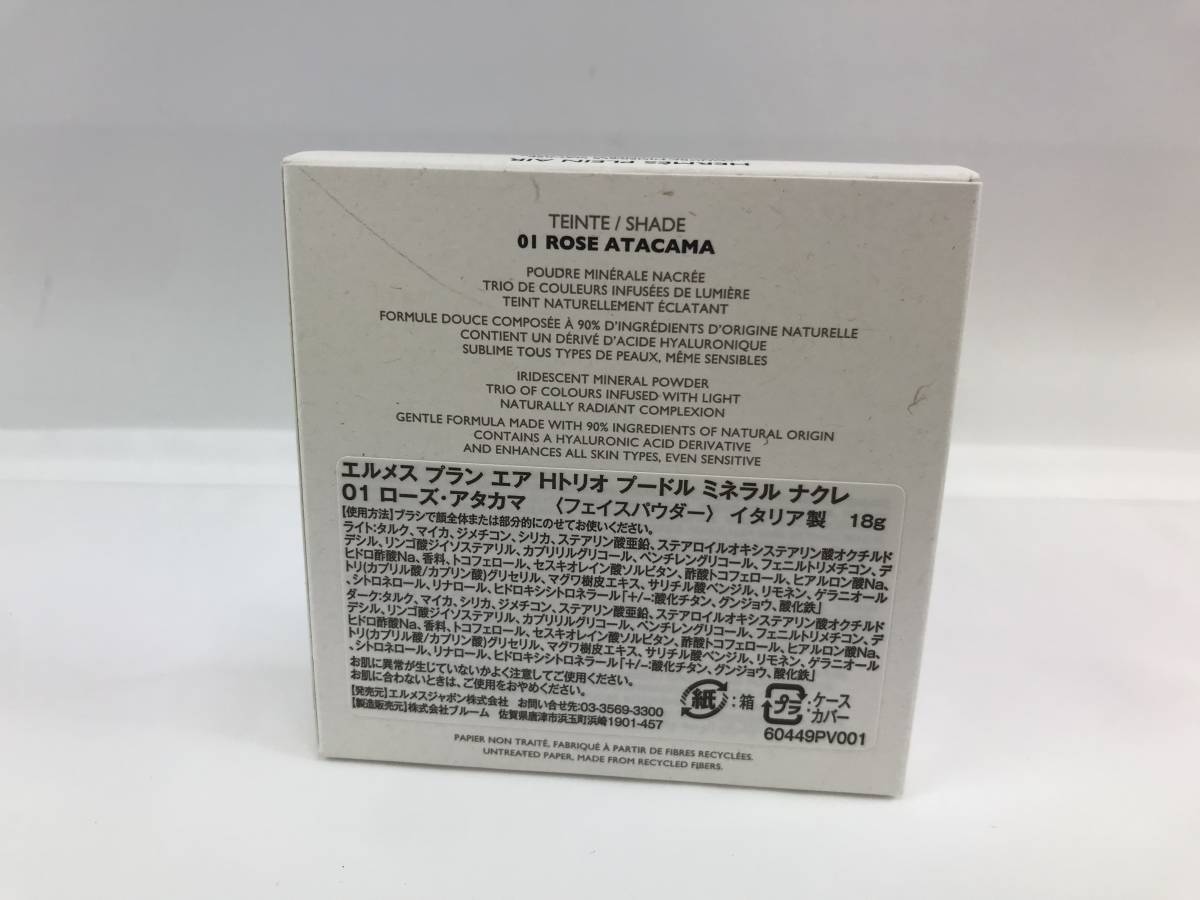 HERMÈS PLEIN AIR
TEINTE / SHADE
01 ROSE ATACAMA
POUDRE MINÉRALE NACRÉE
TRIO DE COULEURS INFUSÉES DE LUMIÈRE
TEINT NATURELLEMENT ÉCLATANT
FORMULE DOUCE COMPOSÉE À 90% D'INGRÉDIENTS D'ORIGINE NATURELLE
CONTIENT UN DÉRIVÉ D'ACIDE HYALURONIQUE
SUBLIME TOUS TYPES DE PEAUX, MÊME SENSIBLES
IRIDESCENT MINERAL POWDER
TRIO OF COLOURS INFUSED WITH LIGHT
NATURALLY RADIANT COMPLEXION
GENTLE FORMULA MADE WITH 90% INGREDIENTS OF NATURAL ORIGIN
CONTAINS A HYALURONIC ACID DERIVATIVE
AND ENHANCES ALL SKIN TYPES, EVEN SENSITIVE
エルメス プラン エア Hトリオ プードル ミネラル ナクレ
01 ローズ・アタカマ 〈フェイスパウダー〉 イタリア製 18g
【使用方法】ブラシで顔全体または部分的にのせてお使いください。
ライト:タルク、マイカ、ジメチコン、シリカ、ステアリン酸亜鉛、ステアロイルオキシステアリン酸オクチルド
デシル、リンゴ酸ジイソステアリル、カプリリルグリコール、ペンチレングリコール、フェニルトリメチコン、デ
ヒドロ酢酸Na、香料、トコフェロール、セスキオレイン酸ソルビタン、酢酸トコフェロール、ヒアルロン酸Na、
トリ(カプリル酸/カプリン酸)グリセリル、マグワ樹皮エキス、サリチル酸ベンジル、リモネン、ゲラニオール
、シトロネロール、リナロール、ヒドロキシシトロネラール「+/-:酸化チタン、グンジョウ、酸化鉄」
ダーク:タルク、マイカ、シリカ、ジメチコン、ステアリン酸亜鉛、ステアロイルオキシステアリン酸オクチルド
デシル、リンゴ酸ジイソステアリル、カプリリルグリコール、ペンチレングリコール、フェニルトリメチコン、デ
ヒドロ酢酸Na、香料、トコフェロール、セスキオレイン酸ソルビタン、酢酸トコフェロール、ヒアルロン酸Na、
トリ(カプリル酸/カプリン酸)グリセリル、マグワ樹皮エキス、サリチル酸ベンジル、リモネン、ゲラニオール
、シトロネロール、リナロール、ヒドロキシシトロネラール「+/-:酸化チタン、グンジョウ、酸化鉄」
お肌に異常が生じていないかよく注意してご使用ください。
お肌に合わないときは、ご使用をおやめください。
【発売元】エルメスジャポン株式会社 お問い合せ先:03-3569-3300
【製造販売元】株式会社ブルーム 佐賀県唐津市浜玉町浜崎1901-457
紙 :箱 プラ :ケース
カバー
60449PV001
PAPIER NON TRAITÉ, FABRIQUÉ À PARTIR DE FIBRES RECYCLÉES.
UNTREATED PAPER, MADE FROM RECYCLED FIBERS.